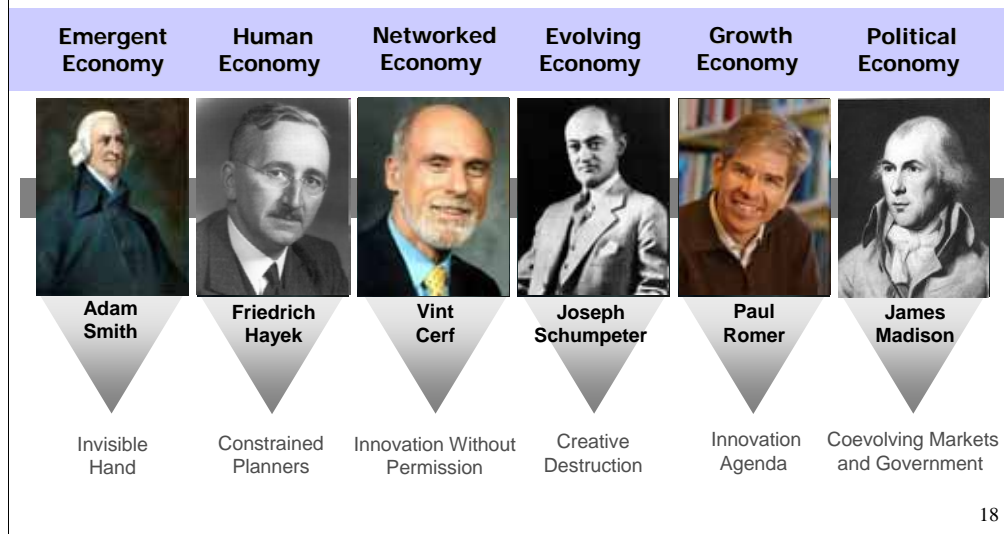 Emergent
Economy
Human
Economy
Networked
Economy
Evolving
Economy
Growth
Economy
Political
Economy
Adam
Smith
Friedrich
Hayek
Vint
Cerf
Joseph
Schumpeter
Paul
Romer
James
Madison
Invisible
Hand
Constrained
Planners
Innovation Without
Permission
Creative
Destruction
Innovation
Agenda
Coevolving Markets
and Government
18